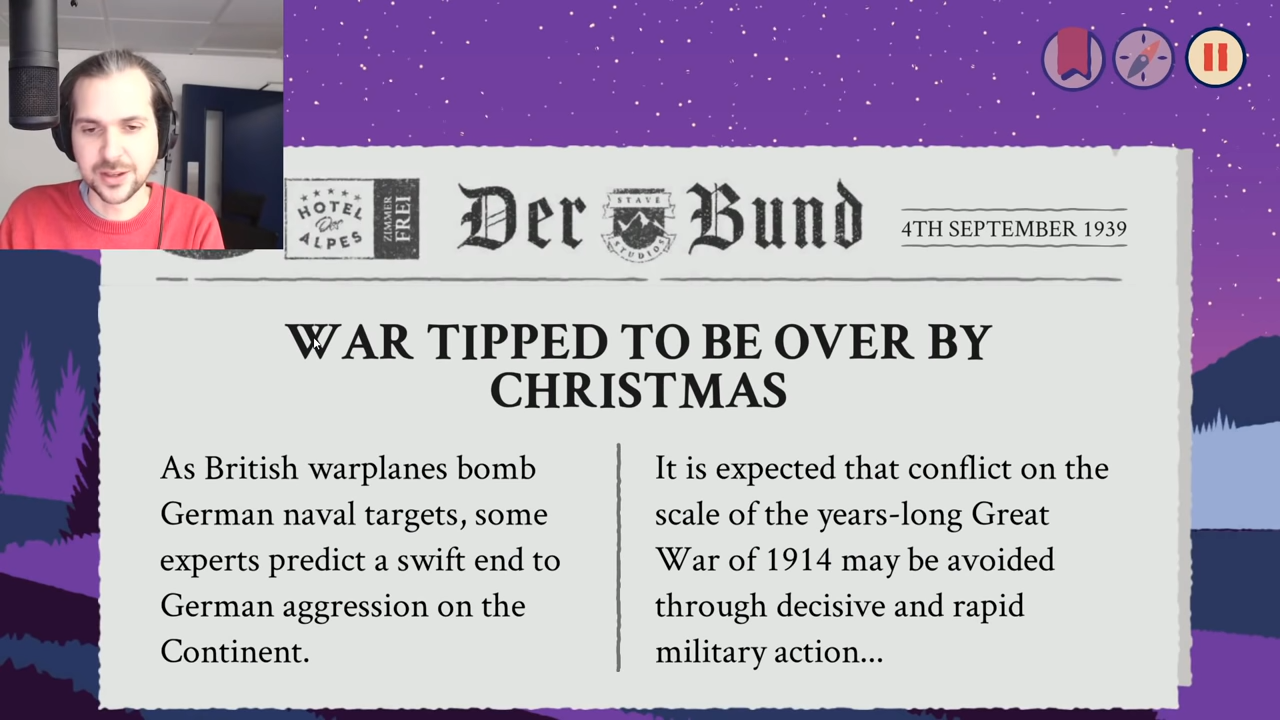 HOTEL
Des
ALPES
ZIMMER
FREI
Der Bund
STAVE
STUDIOS
4TH SEPTEMBER 1939
WAR TIPPED TO BE OVER BY
CHRISTMAS
As British warplanes bomb
German naval targets, some
experts predict a swift end to
German aggression on the
Continent.
It is expected that conflict on the
scale of the years-long Great
War of 1914 may be avoided
through decisive and rapid
military action...